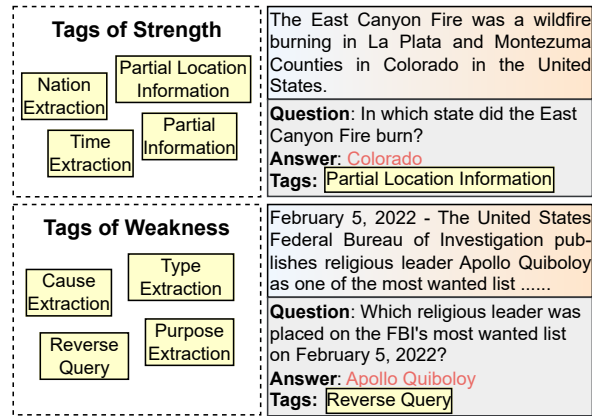 Tags of Strength
Nation
Extraction
Partial Location
Information
Time
Extraction
Partial
Information
The East Canyon Fire was a wildfire
burning in La Plata and Montezuma
Counties in Colorado in the United
States.
Question: In which state did the East
Canyon Fire burn?
Answer: Colorado
Tags: Partial Location Information
Tags of Weakness
Cause
Extraction
Type
Extraction
Reverse
Query
Purpose
Extraction
February 5, 2022 - The United States
Federal Bureau of Investigation pub-
lishes religious leader Apollo Quiboloy
as one of the most wanted list ......
Question: Which religious leader was
placed on the FBI's most wanted list
on February 5, 2022?
Answer: Apollo Quiboloy
Tags: Reverse Query